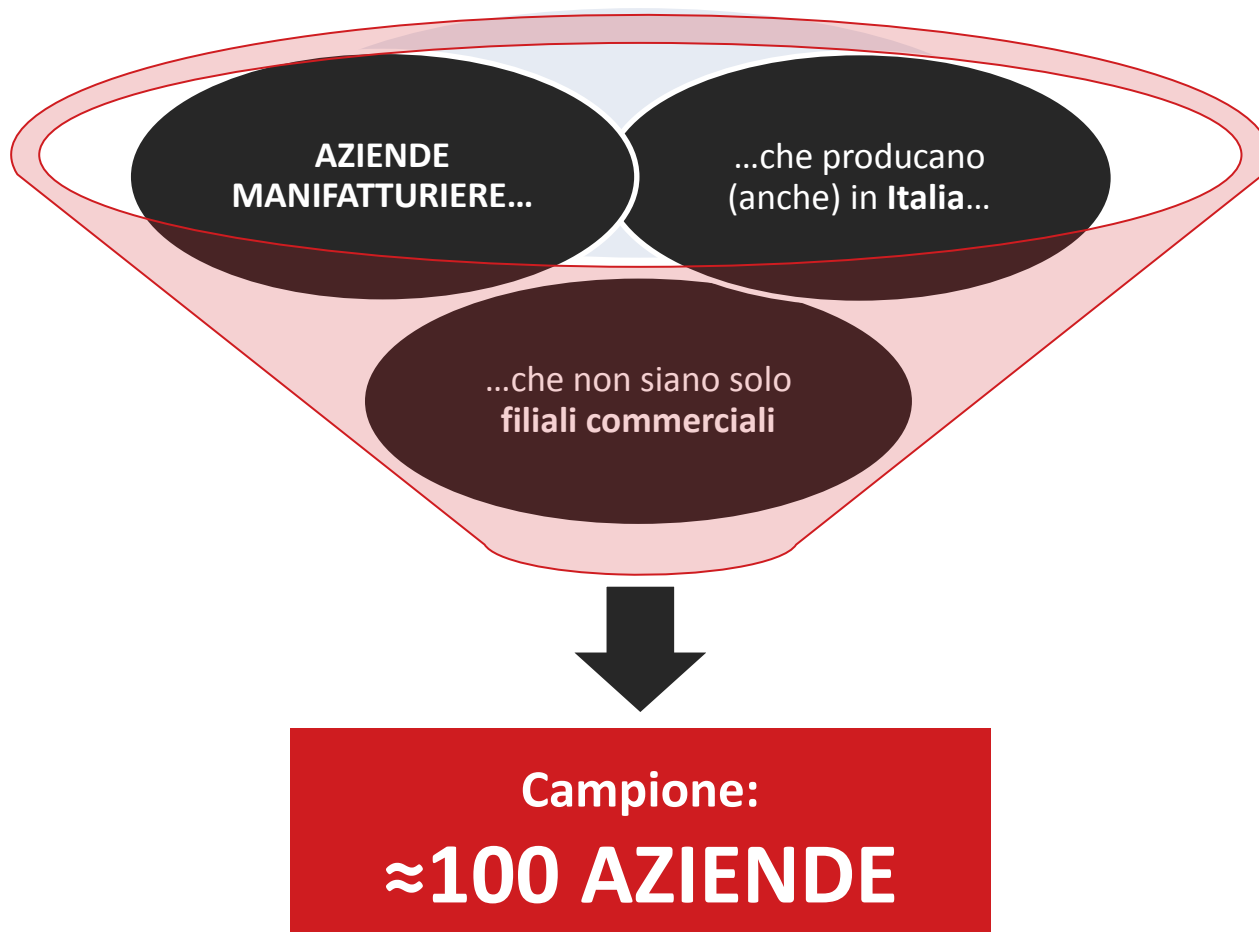 AZIENDE
MANIFATTURIERE…
…che producano
(anche) in Italia…
…che non siano solo
filiali commerciali
Campione:
≈100 AZIENDE